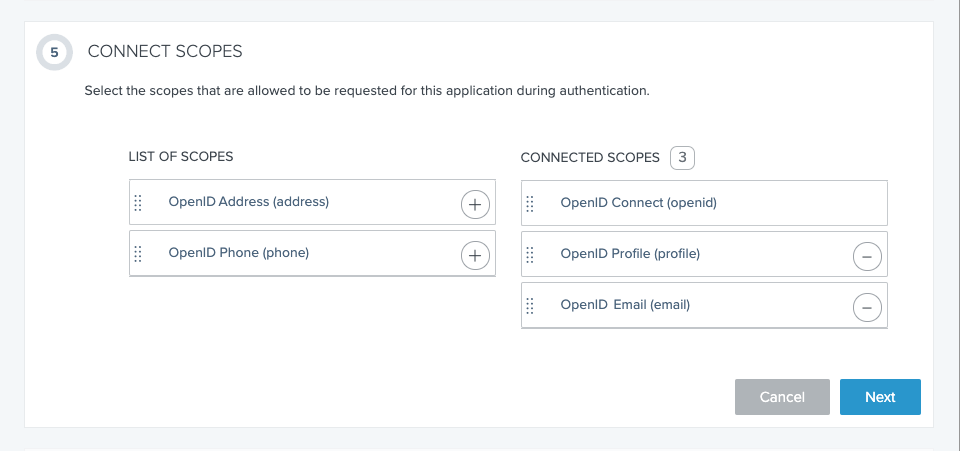 5 CONNECT SCOPES
Select the scopes that are allowed to be requested for this application during authentication.
LIST OF SCOPES
OpenID Address (address)
OpenID Phone (phone)
CONNECTED SCOPES 3
OpenID Connect (openid)
OpenID Profile (profile)
OpenID Email (email)
Cancel Next